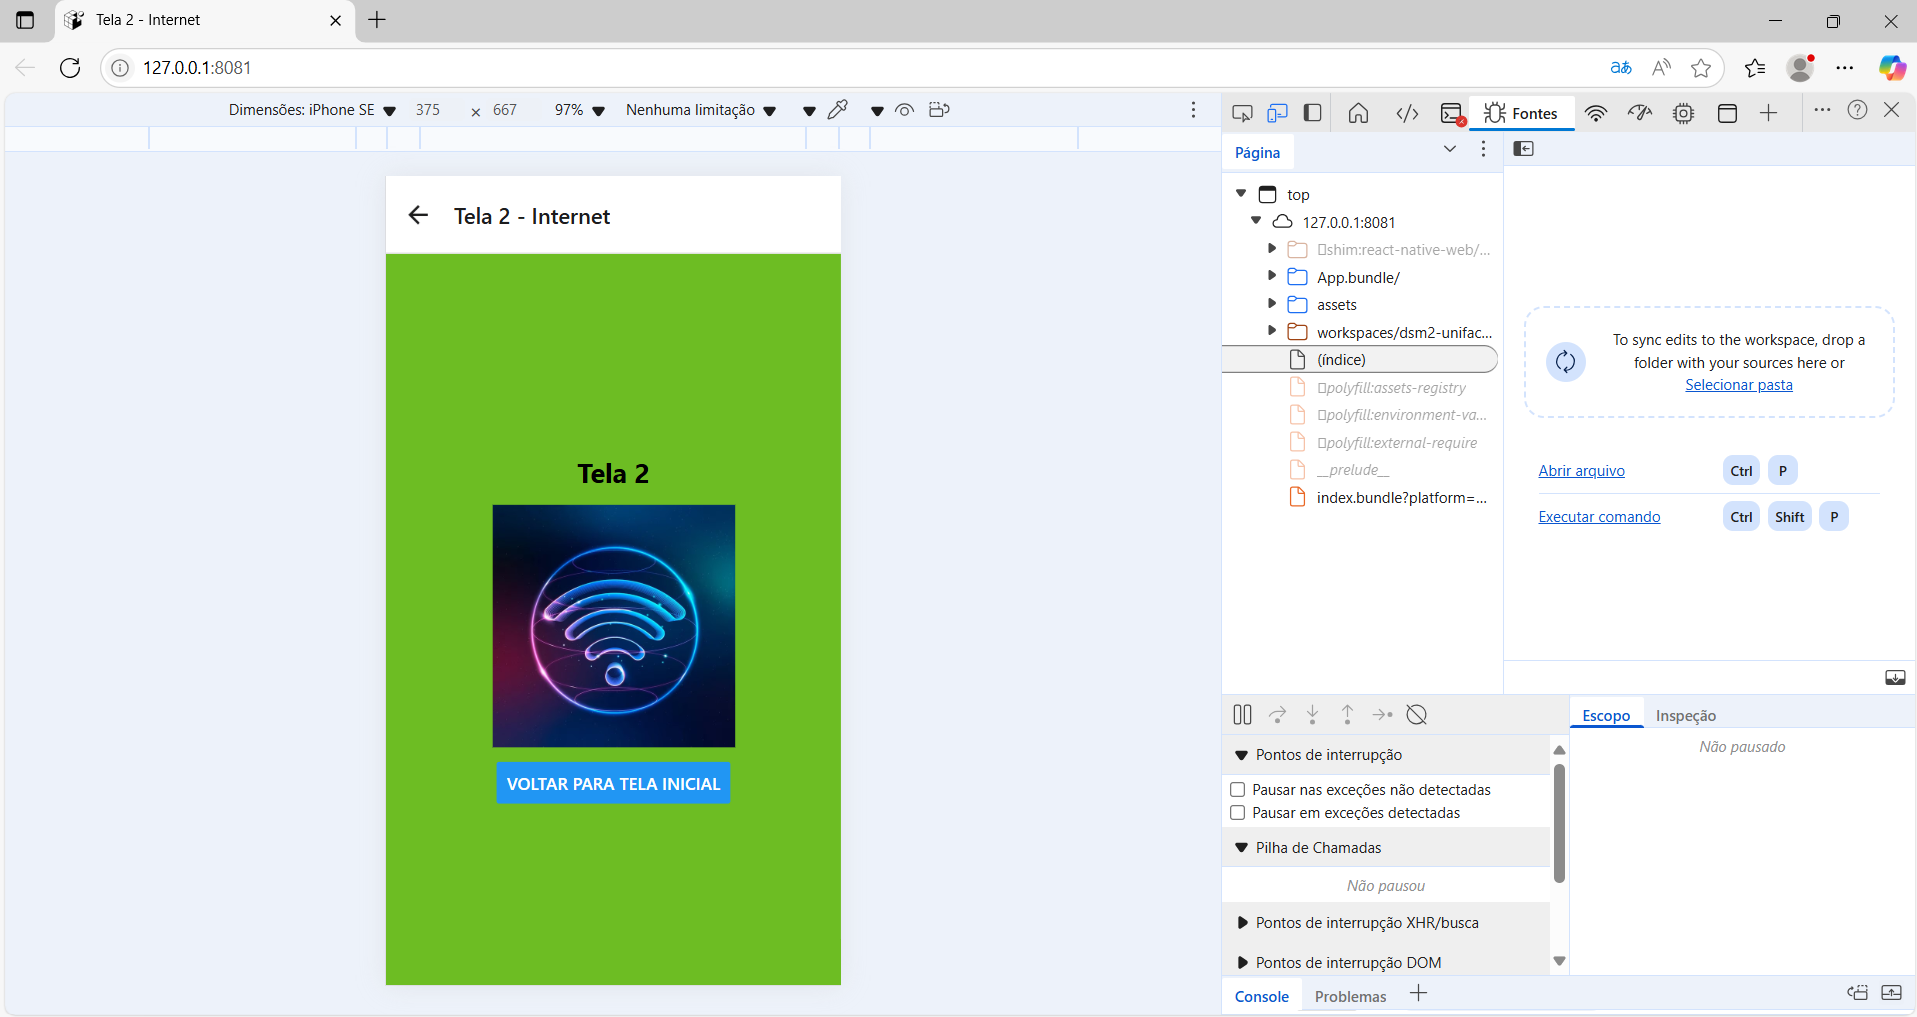 Tela 2 - Internet
127.0.0.1:8081
aあ
A
Dimensões: iPhone SE 375 × 667 97% Nenhuma limitação
Tela 2 - Internet
Tela 2
VOLTAR PARA TELA INICIAL
Fontes
Página
top
127.0.0.1:8081
shim:react-native-web/...
App.bundle/
assets
workspaces/dsm2-unifac...
(índice)
polyfill:assets-registry
polyfill:environment-va...
polyfill:external-require
__prelude__
index.bundle?platform=...
To sync edits to the workspace, drop a
folder with your sources here or
Selecionar pasta
Abrir arquivo Ctrl P
Executar comando Ctrl Shift P
Escopo Inspeção
Não pausado
Pontos de interrupção
Pausar nas exceções não detectadas
Pausar em exceções detectadas
Pilha de Chamadas
Não pausou
Pontos de interrupção XHR/busca
Pontos de interrupção DOM
Console Problemas